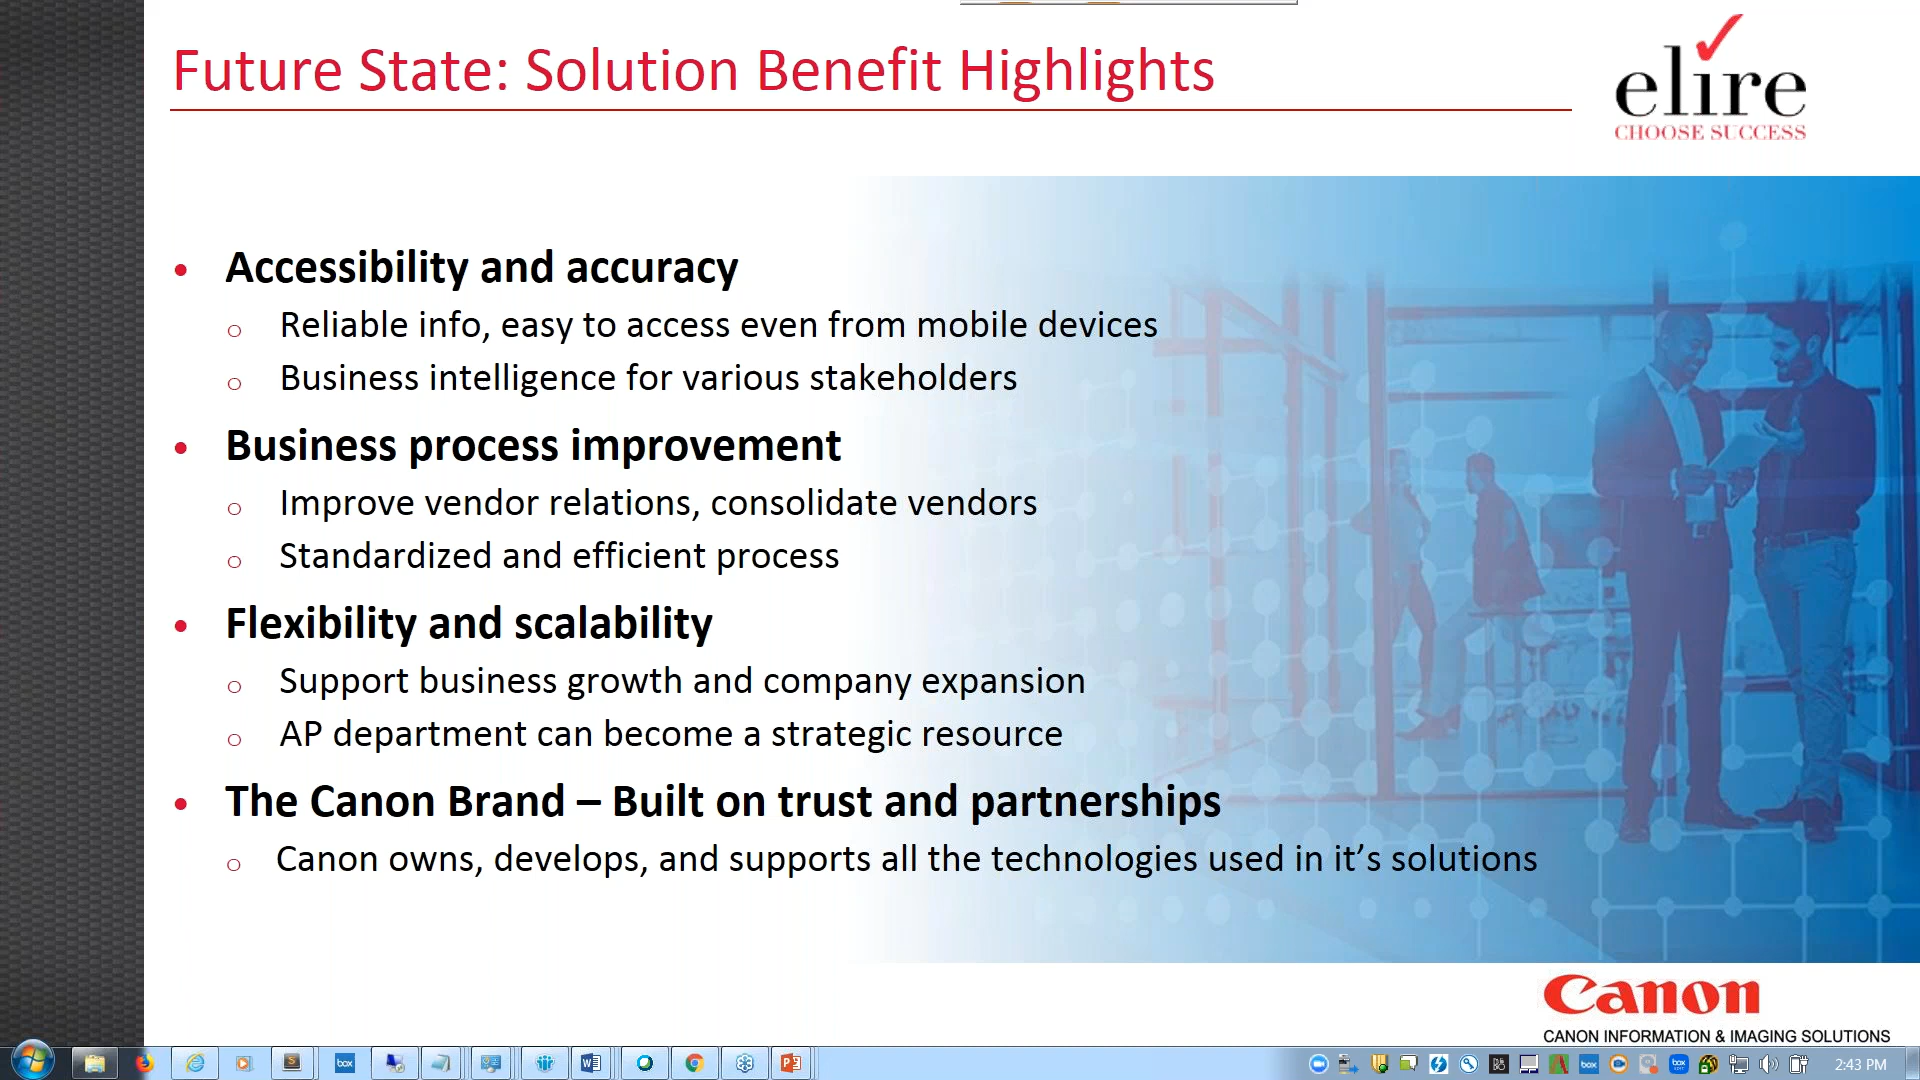 Future State: Solution Benefit Highlights
elire
CHOOSE SUCCESS
• Accessibility and accuracy
o Reliable info, easy to access even from mobile devices
o Business intelligence for various stakeholders
• Business process improvement
o Improve vendor relations, consolidate vendors
o Standardized and efficient process
• Flexibility and scalability
o Support business growth and company expansion
o AP department can become a strategic resource
• The Canon Brand – Built on trust and partnerships
o Canon owns, develops, and supports all the technologies used in it’s solutions
Canon
CANON INFORMATION & IMAGING SOLUTIONS
box
box
box
2:43 PM